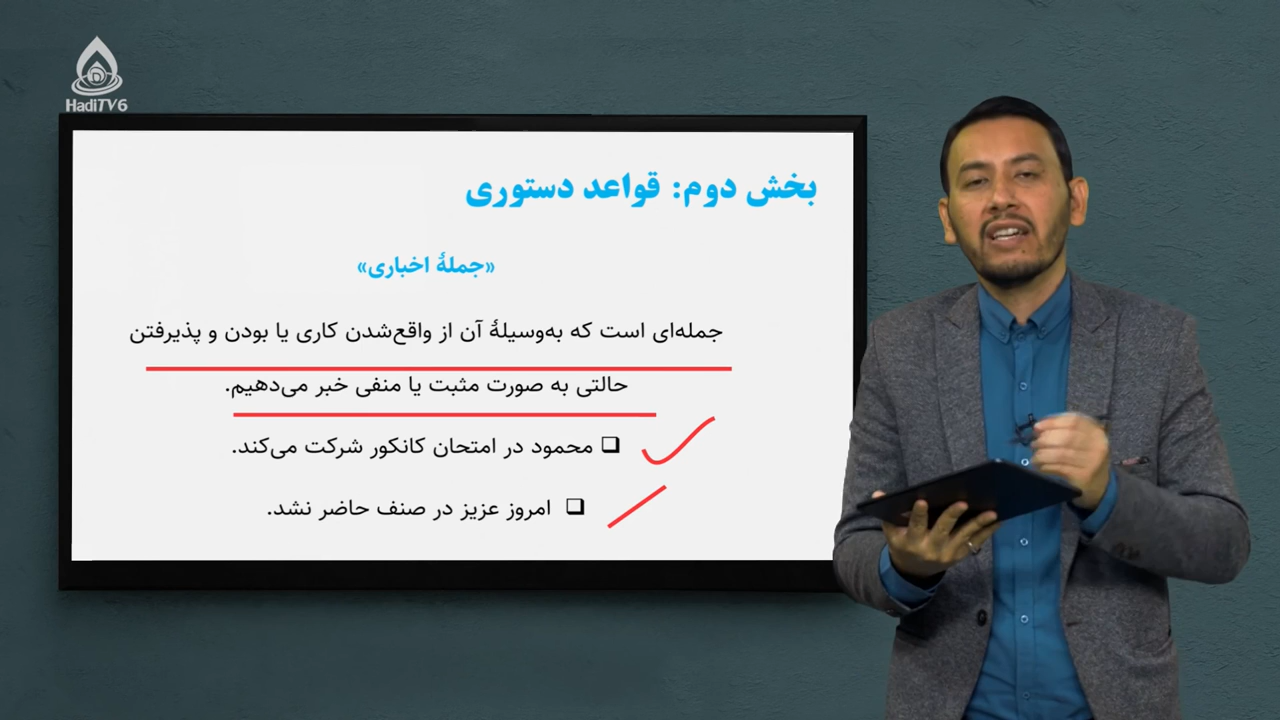 HadiTV6
بخش دوم: قواعد دستوری
«جملهٔ اخباری»
جمله‌ای است که به‌وسیلهٔ آن از واقع‌شدن کاری یا بودن و پذیرفتن
حالتی به صورت مثبت یا منفی خبر می‌دهیم.
❑ محمود در امتحان کانکور شرکت می‌کند.
❑ امروز عزیز در صنف حاضر نشد.